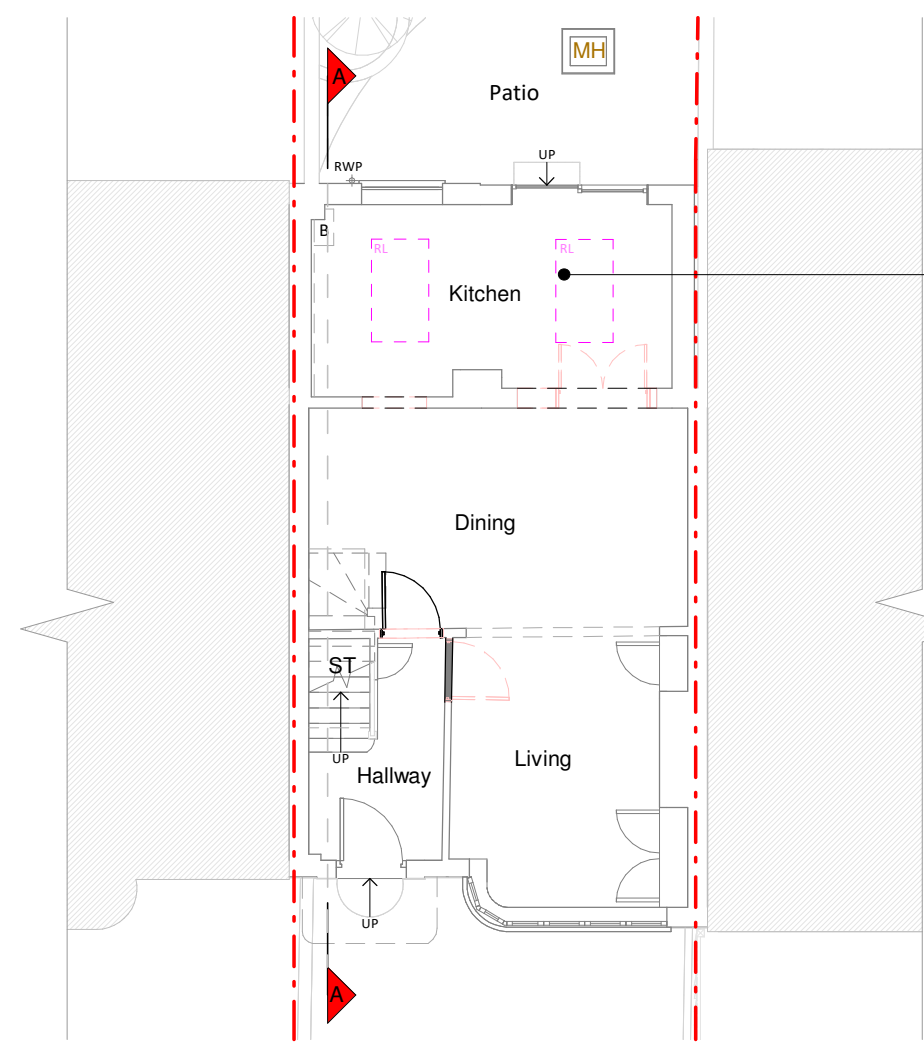 MH
A
Patio
UP
RWP
B
RL
RL
Kitchen
Dining
ST
UP
Living
Hallway
UP
A